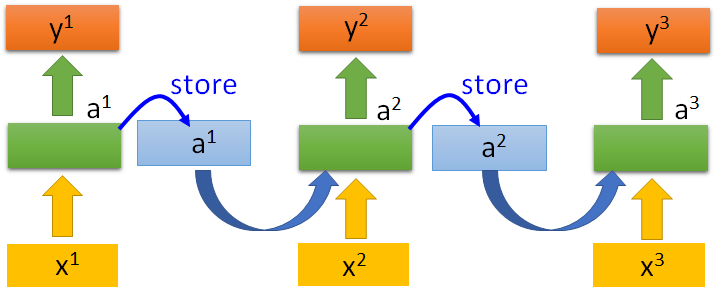 y¹ y² y³
store store
a¹ a² a³
a¹ a²
x¹ x² x³